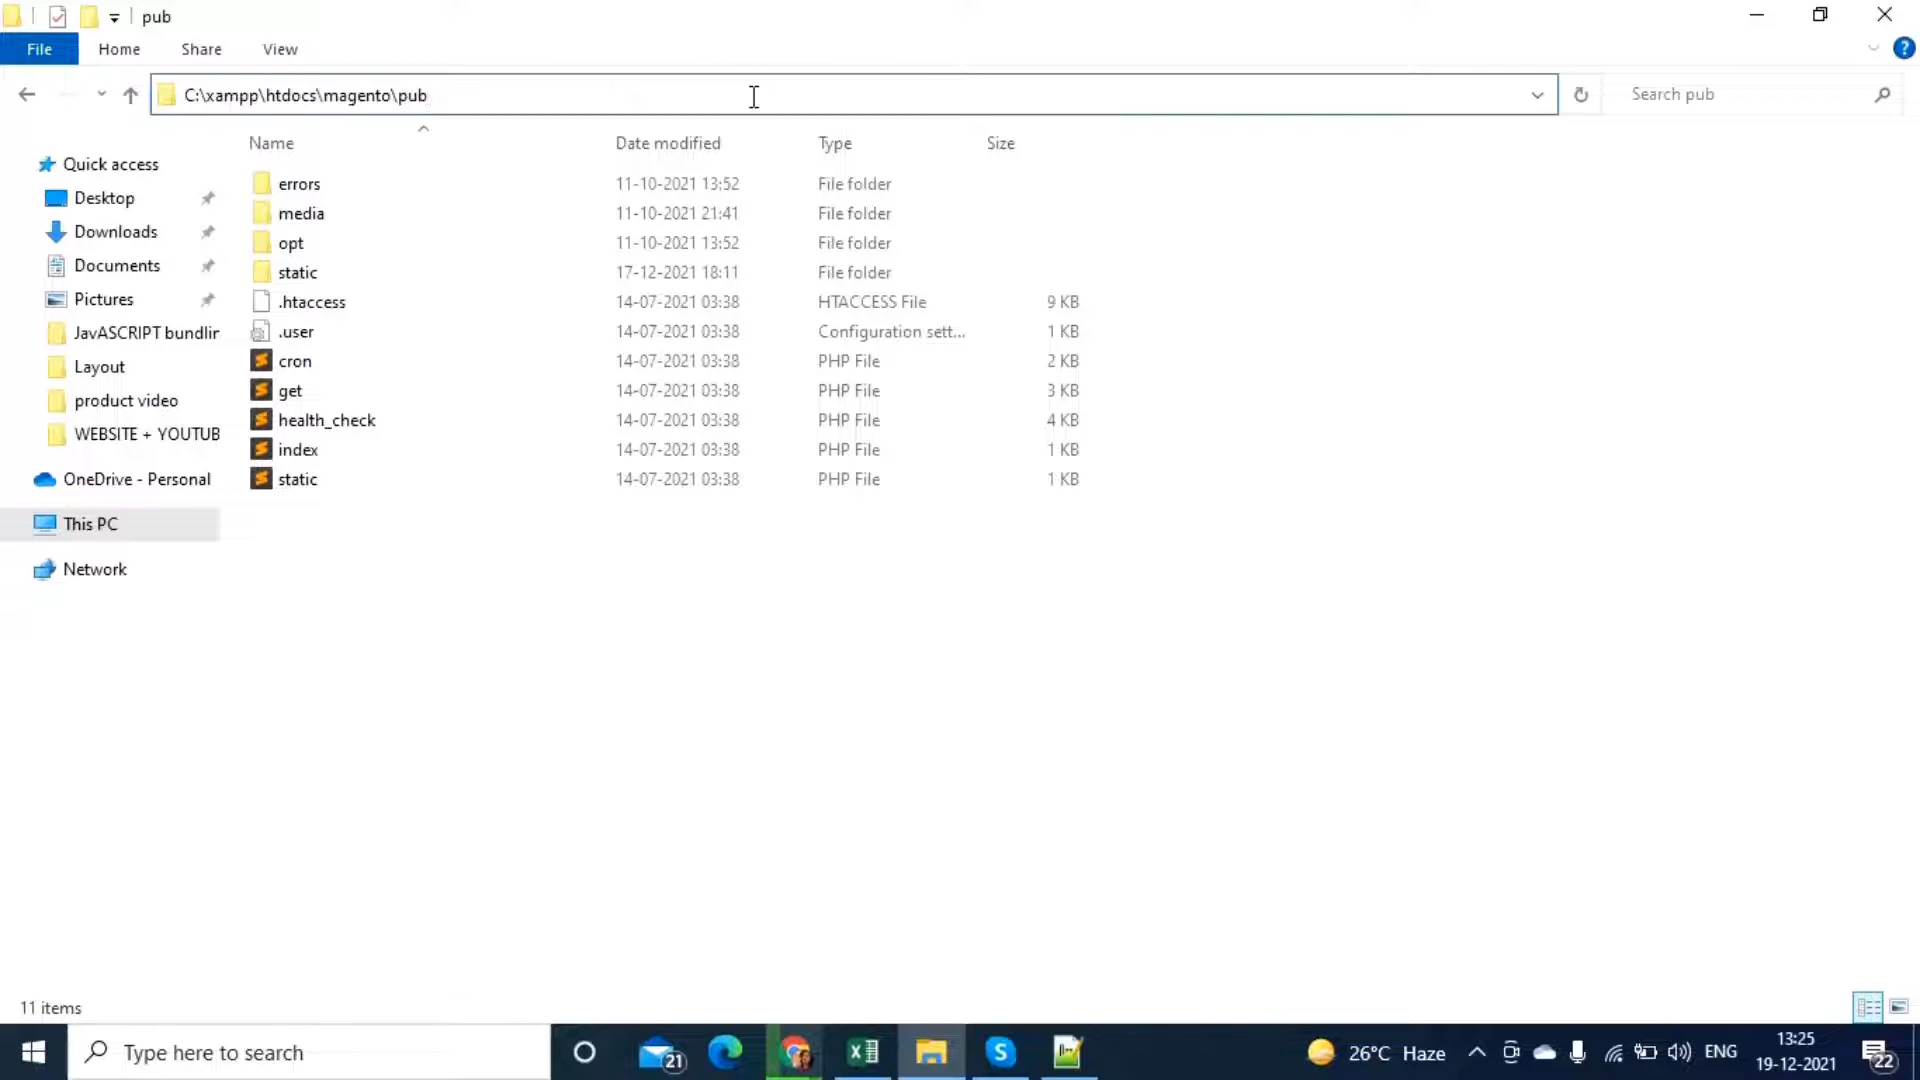 pub
File Home Share View
C:\xampp\htdocs\magento\pub
Search pub
Name Date modified Type Size
Quick access
Desktop
Downloads
Documents
Pictures
JavASCRIPT bundlir
Layout
product video
WEBSITE + YOUTUB
OneDrive - Personal
This PC
Network
errors 11-10-2021 13:52 File folder
media 11-10-2021 21:41 File folder
opt 11-10-2021 13:52 File folder
static 17-12-2021 18:11 File folder
.htaccess 14-07-2021 03:38 HTACCESS File 9 KB
.user 14-07-2021 03:38 Configuration sett... 1 KB
cron 14-07-2021 03:38 PHP File 2 KB
get 14-07-2021 03:38 PHP File 3 KB
health_check 14-07-2021 03:38 PHP File 4 KB
index 14-07-2021 03:38 PHP File 1 KB
static 14-07-2021 03:38 PHP File 1 KB
11 items
Type here to search
21
26°C Haze
ENG
13:25
19-12-2021
22